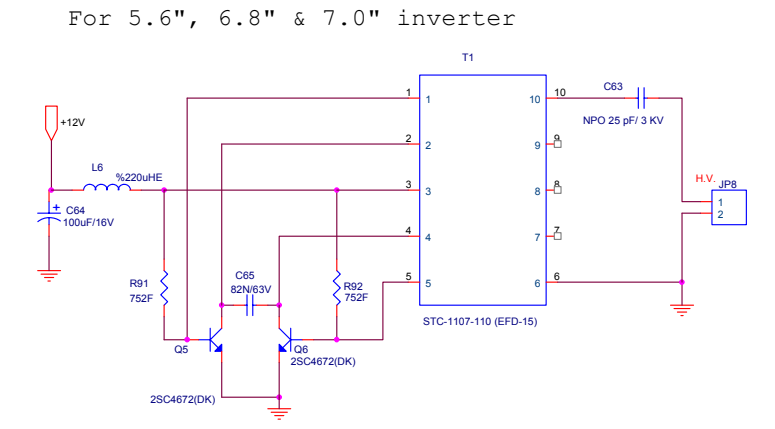 For 5.6", 6.8" & 7.0" inverter
T1
+12V
L6
%220uHE
C64
100uF/16V
+
R91
752F
C65
82N/63V
R92
752F
Q5
Q6
2SC4672(DK)
2SC4672(DK)
1
2
3
4
5
1
2
3
4
5
10
9
8
7
6
10
9
8
7
6
STC-1107-110 (EFD-15)
C63
NPO 25 pF/ 3 KV
H.V.
JP8
1
2